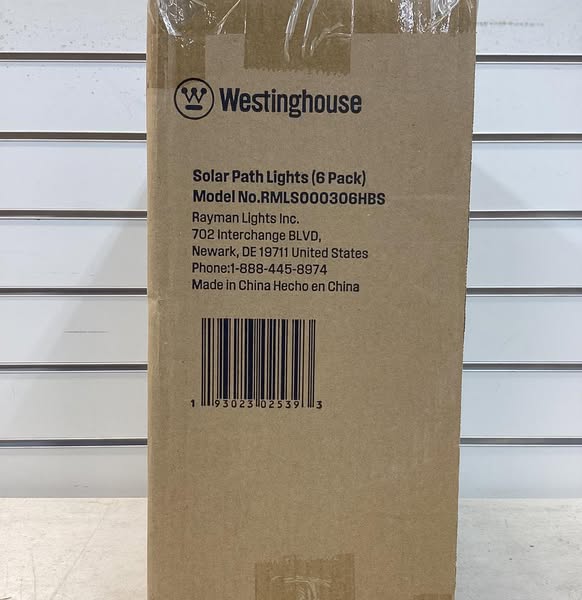 Westinghouse
Solar Path Lights (6 Pack)
Model No.RMLS000306HBS
Rayman Lights Inc.
702 Interchange BLVD,
Newark, DE 19711 United States
Phone:1-888-445-8974
Made in China Hecho en China
1 93023 02539 3